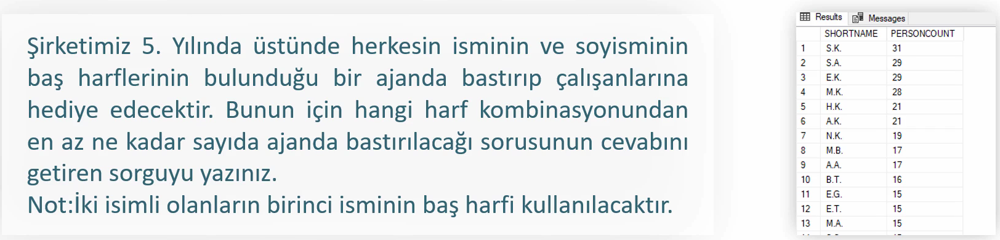 Şirketimiz 5. Yılında üstünde herkesin isminin ve soyisminin
baş harflerinin bulunduğu bir ajanda bastırıp çalışanlarına
hediye edecektir. Bunun için hangi harf kombinasyonundan
en az ne kadar sayıda ajanda bastırılacağı sorusunun cevabını
getiren sorguyu yazınız.
Not:İki isimli olanların birinci isminin baş harfi kullanılacaktır.
Results Messages
SHORTNAME PERSONCOUNT
1 S.K. 31
2 S.A. 29
3 E.K. 29
4 M.K. 28
5 H.K. 21
6 A.K. 21
7 N.K. 19
8 M.B. 17
9 A.A. 17
10 B.T. 16
11 E.G. 15
12 E.T. 15
13 M.A. 15